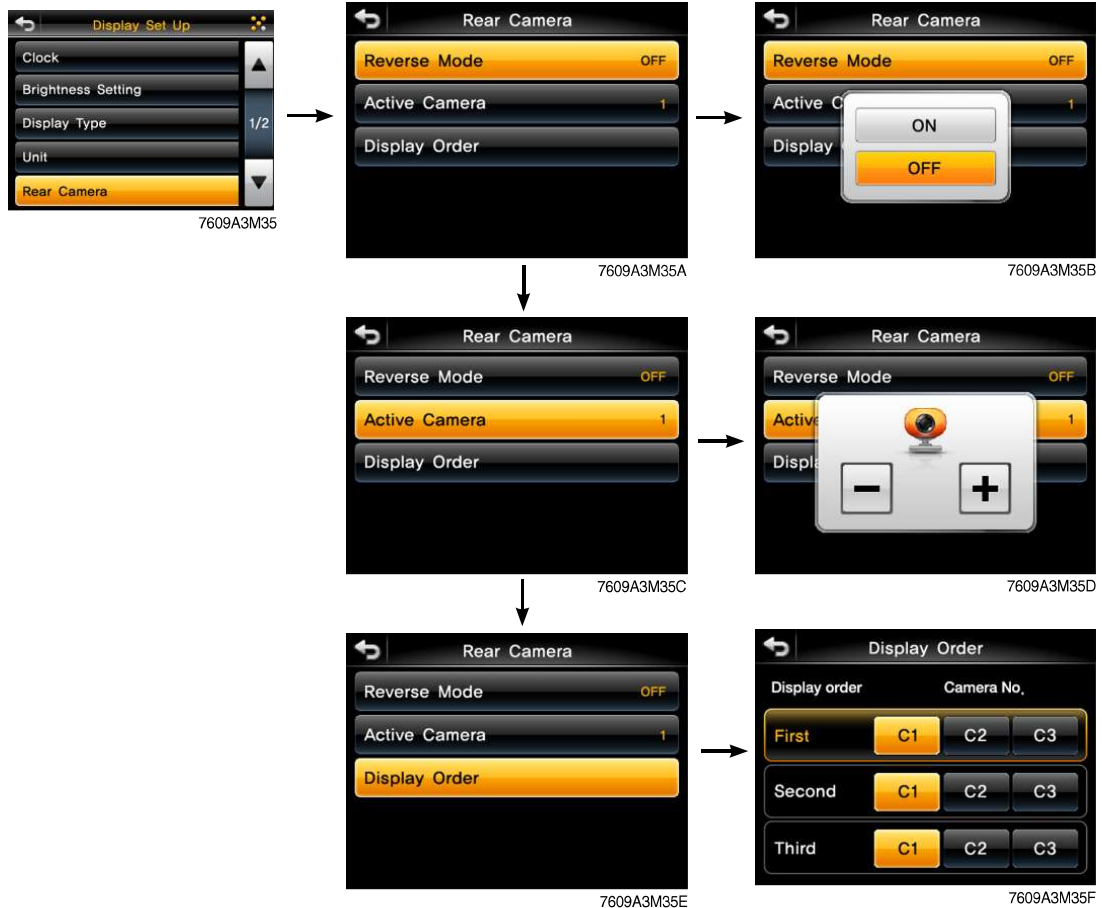 Display Set Up
Clock
Brightness Setting
Display Type
1/2
Unit
Rear Camera
7609A3M35
Rear Camera
Reverse Mode OFF
Active Camera 1
Display Order
7609A3M35A
Rear Camera
Reverse Mode OFF
Active C 1
ON
Display
OFF
7609A3M35B
Rear Camera
Reverse Mode OFF
Active Camera 1
Display Order
7609A3M35C
Rear Camera
Reverse Mode OFF
Active 1
Displa
− +
7609A3M35D
Rear Camera
Reverse Mode OFF
Active Camera 1
Display Order
7609A3M35E
Display Order
Display order Camera No.
First C1 C2 C3
Second C1 C2 C3
Third C1 C2 C3
7609A3M35F